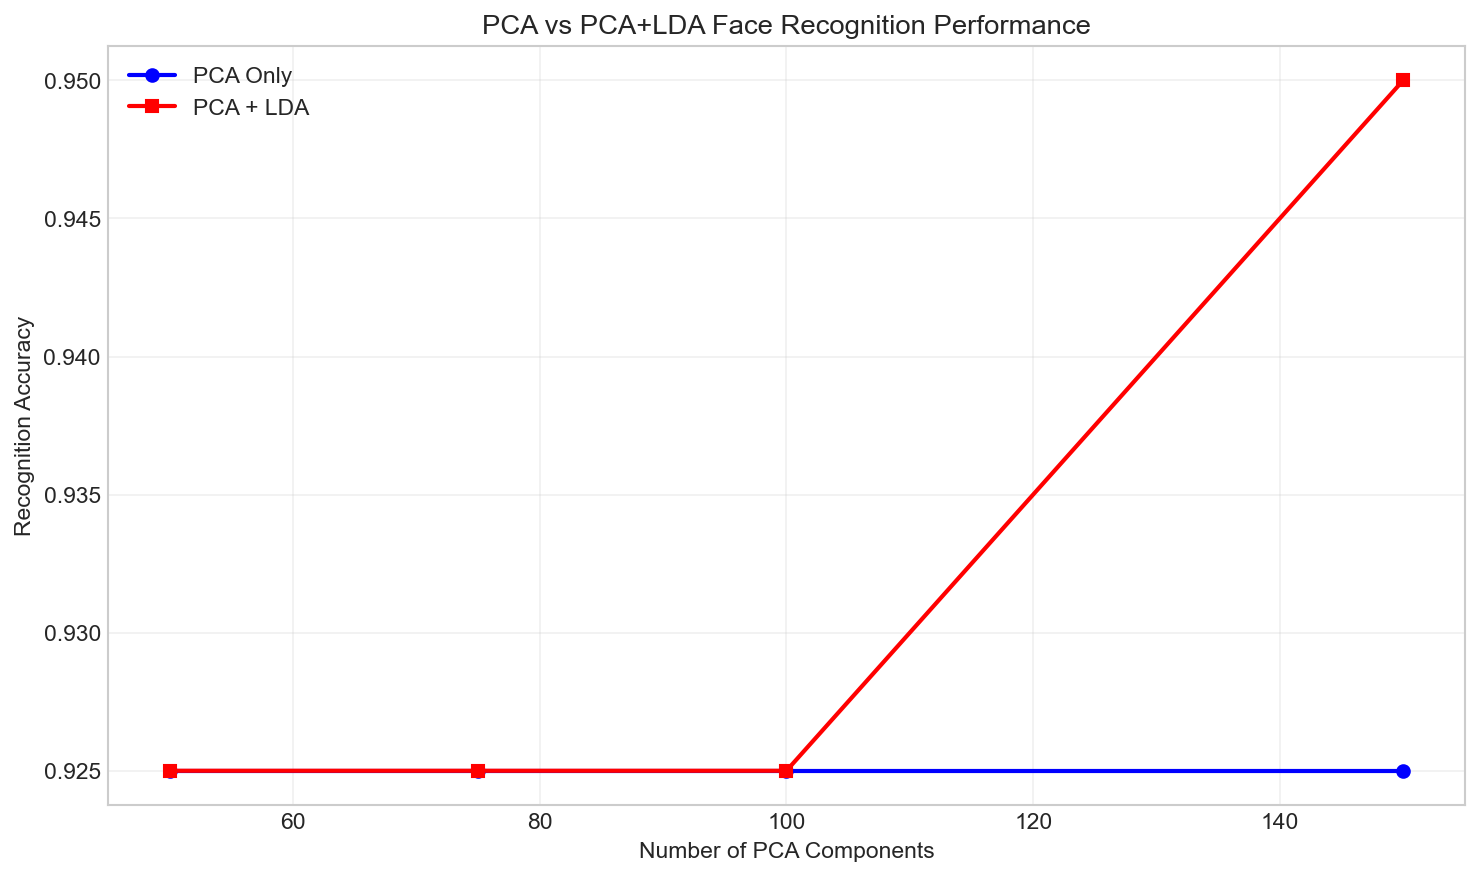 PCA vs PCA+LDA Face Recognition Performance
PCA Only
PCA + LDA
Recognition Accuracy
0.950
0.945
0.940
0.935
0.930
0.925
60 80 100 120 140
Number of PCA Components